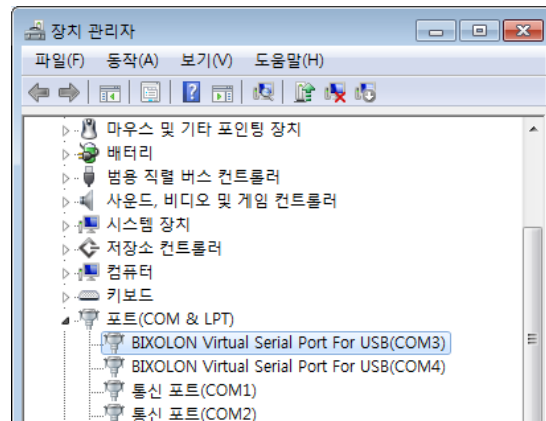 장치 관리자
파일(F) 동작(A) 보기(V) 도움말(H)
마우스 및 기타 포인팅 장치
배터리
범용 직렬 버스 컨트롤러
사운드, 비디오 및 게임 컨트롤러
시스템 장치
저장소 컨트롤러
컴퓨터
키보드
포트(COM & LPT)
BIXOLON Virtual Serial Port For USB(COM3)
BIXOLON Virtual Serial Port For USB(COM4)
통신 포트(COM1)
통신 포트(COM2)